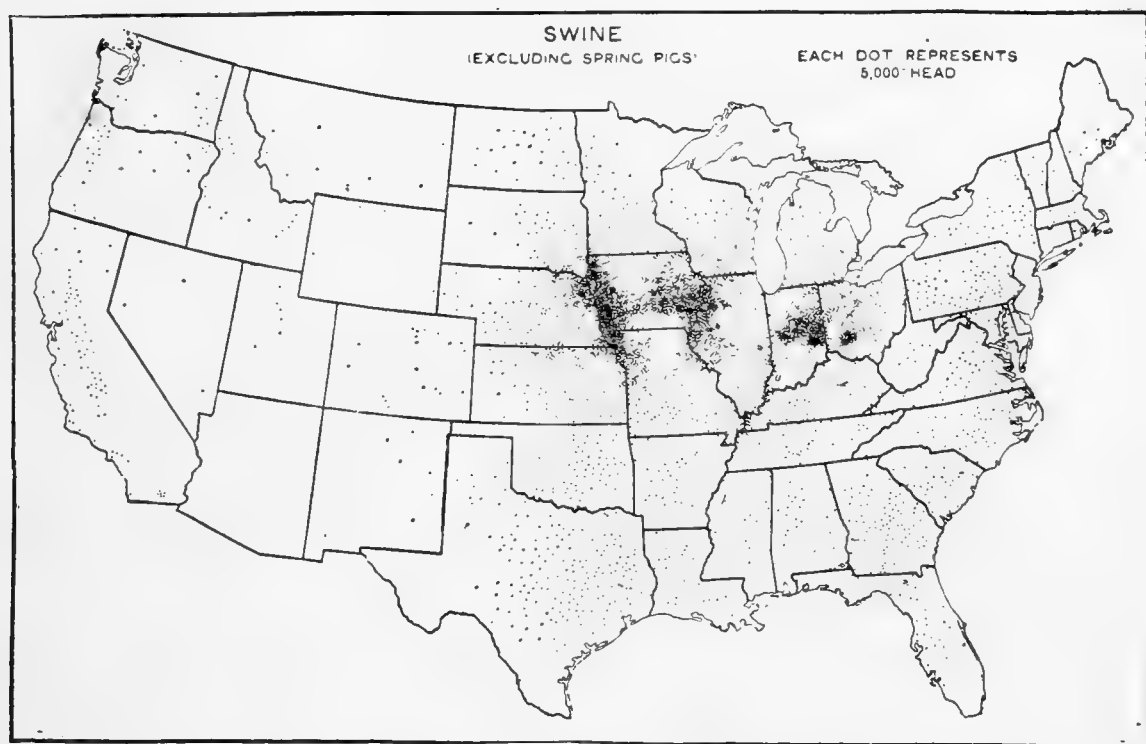 SWINE
(EXCLUDING SPRING PIGS)
EACH DOT REPRESENTS
5,000 HEAD